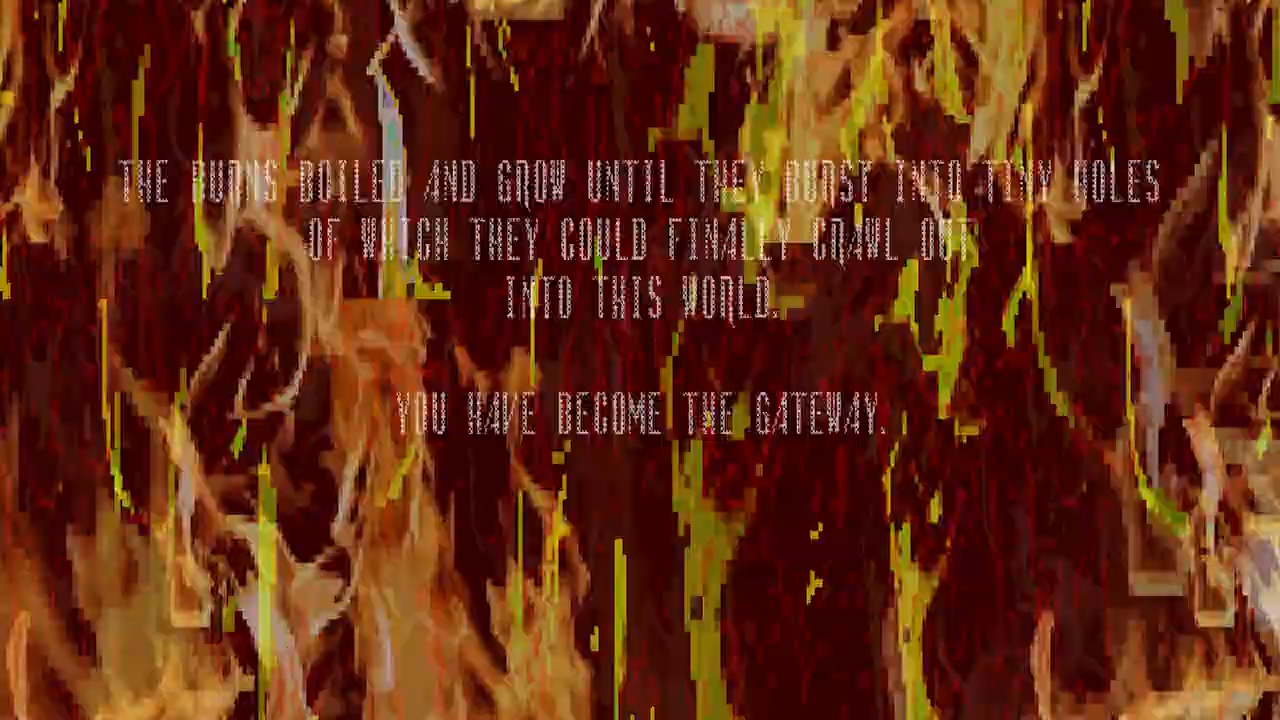 THE BURNS BOILED AND GROW UNTIL THEY BURST INTO TINY HOLES
OF WHICH THEY COULD FINALLY CRAWL OUT
INTO THIS WORLD.
YOU HAVE BECOME THE GATEWAY.